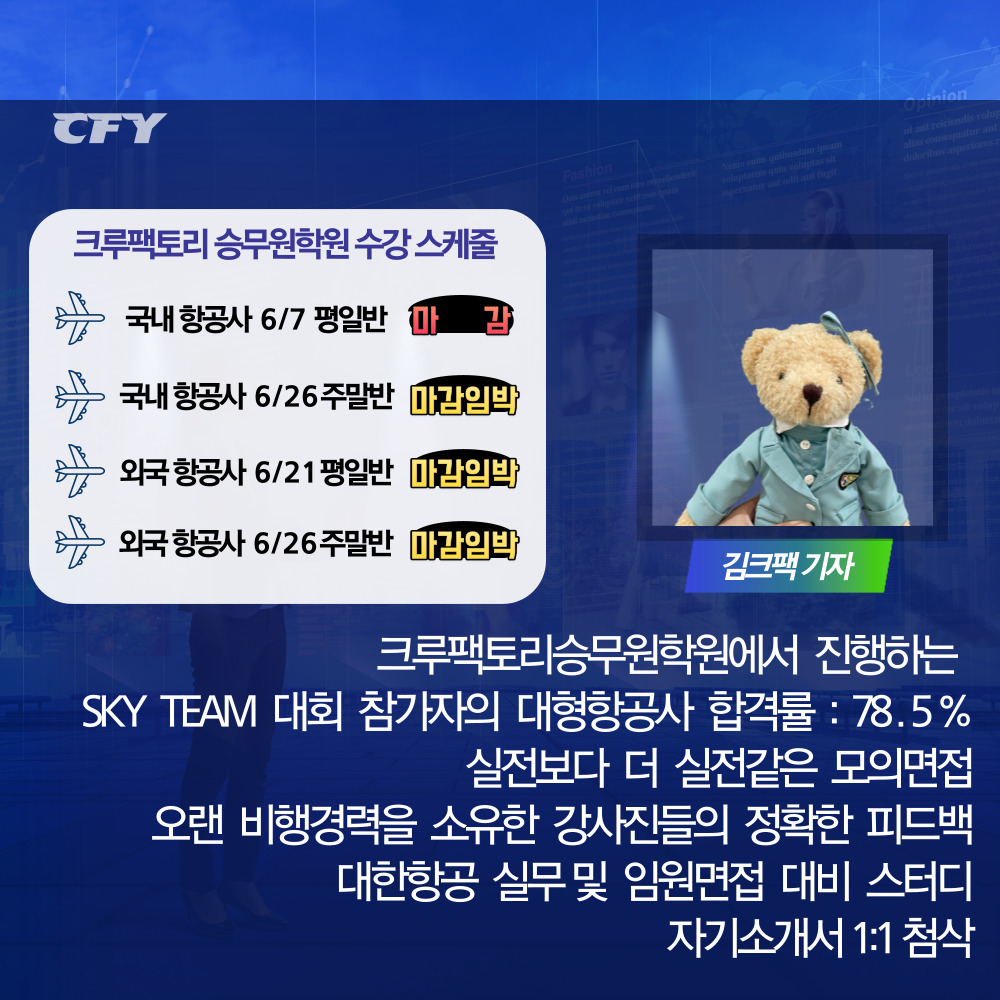 CFY
크루팩토리 승무원학원 수강 스케줄
국내 항공사 6/7 평일반 마 감
국내 항공사 6/26 주말반 마감임박
외국 항공사 6/21 평일반 마감임박
외국 항공사 6/26 주말반 마감임박
김크팩 기자
크루팩토리승무원학원에서 진행하는
SKY TEAM 대회 참가자의 대형항공사 합격률 : 78.5%
실전보다 더 실전같은 모의면접
오랜 비행경력을 소유한 강사진들의 정확한 피드백
대한항공 실무 및 임원면접 대비 스터디
자기소개서 1:1 첨삭
Opinion
Fashion